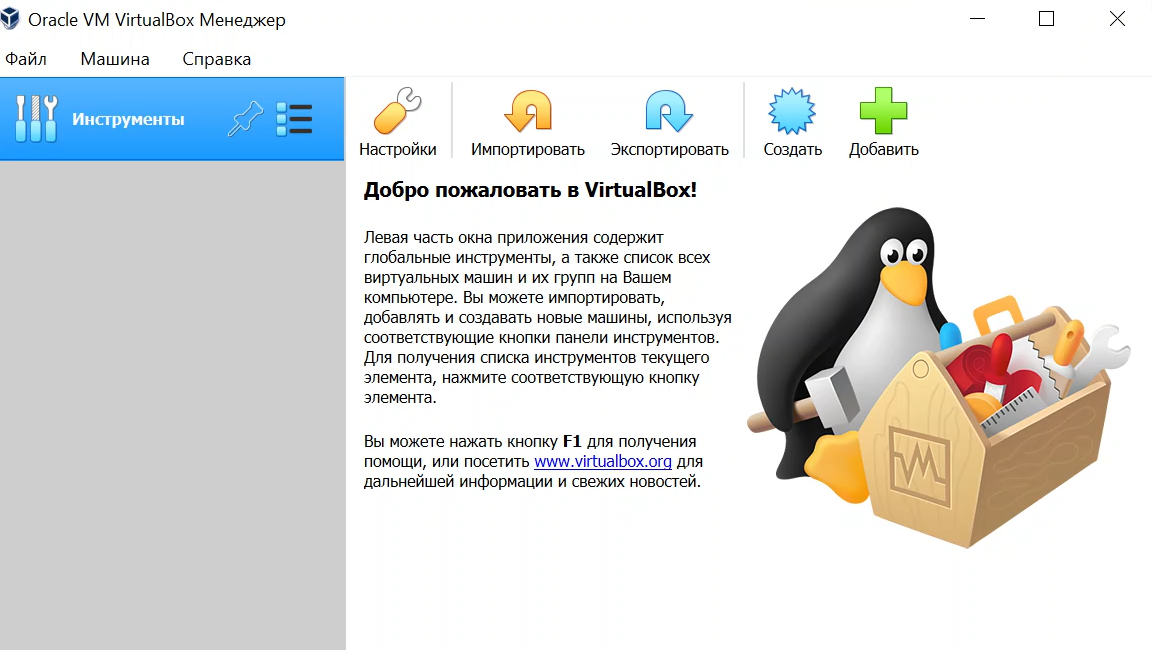 Oracle VM VirtualBox Менеджер
Файл Машина Справка
Инструменты
Настройки Импортировать Экспортировать Создать Добавить
Добро пожаловать в VirtualBox!
Левая часть окна приложения содержит
глобальные инструменты, а также список всех
виртуальных машин и их групп на Вашем
компьютере. Вы можете импортировать,
добавлять и создавать новые машины, используя
соответствующие кнопки панели инструментов.
Для получения списка инструментов текущего
элемента, нажмите соответствующую кнопку
элемента.
Вы можете нажать кнопку F1 для получения
помощи, или посетить www.virtualbox.org для
дальнейшей информации и свежих новостей.